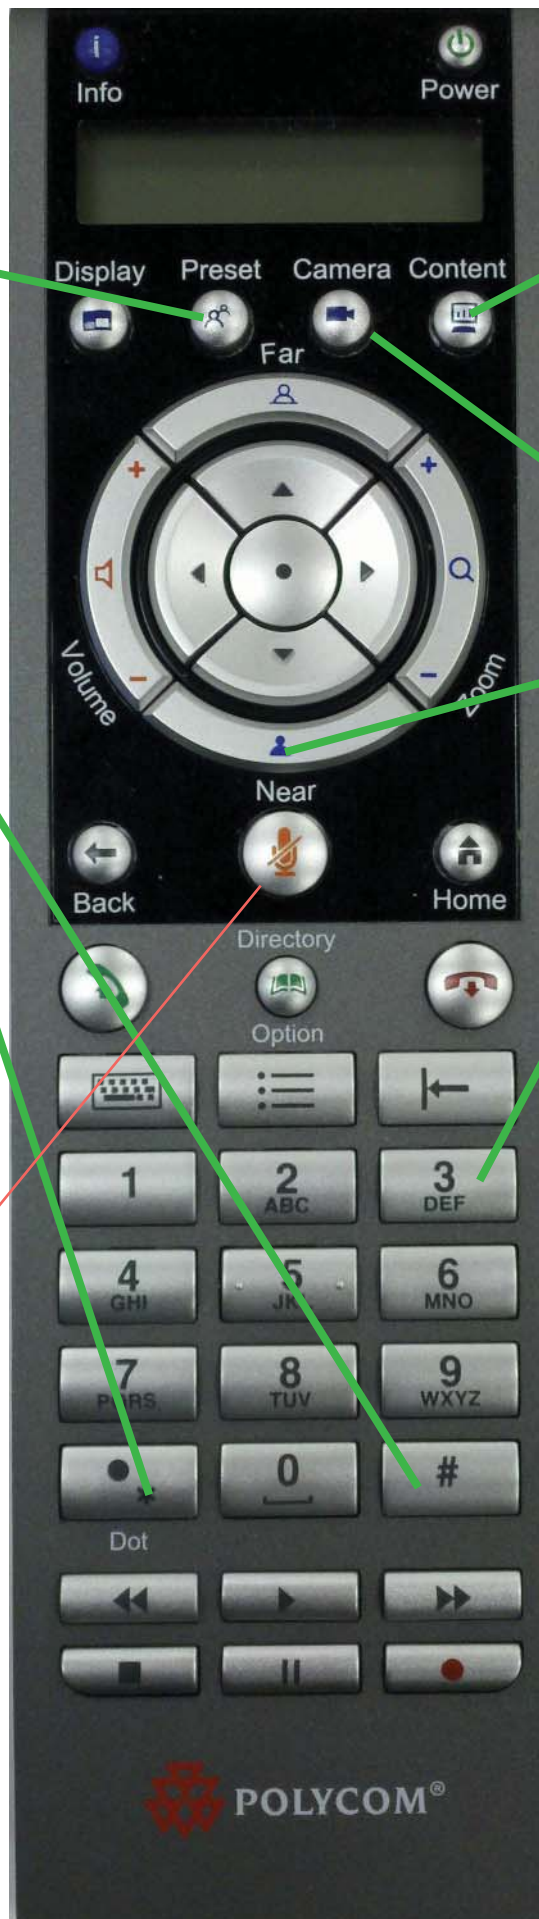 i
Info
Power
Display Preset Camera Content
Far
+ +
Volume
Zoom
- -
Near
Back
Home
Directory
Option
1 2 3
ABC DEF
4 5 6
GHI MNO
7 8 9
TUV WXYZ
* 0 #
Dot
POLYCOM®